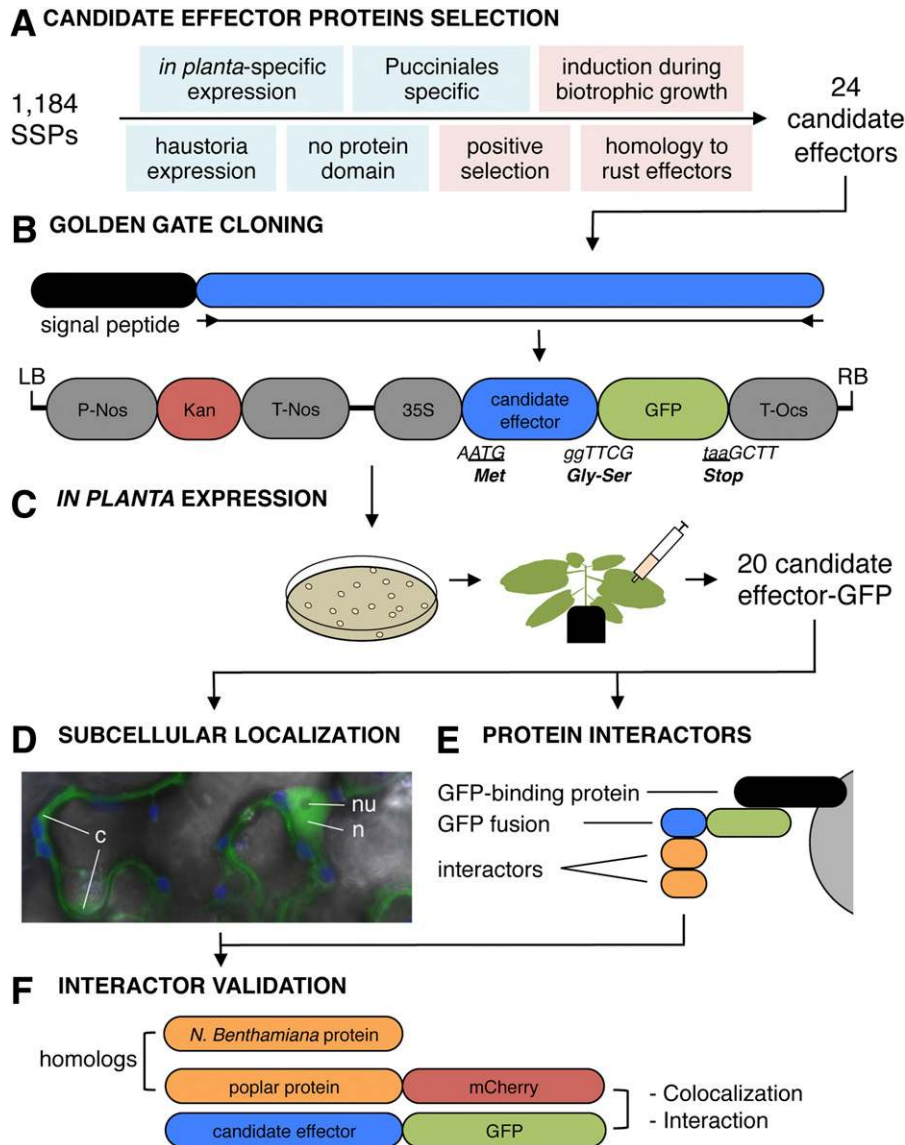 A CANDIDATE EFFECTOR PROTEINS SELECTION
1,184
SSPs
in planta-specific
expression
Pucciniales
specific
induction during
biotrophic growth
haustoria
expression
no protein
domain
positive
selection
homology to
rust effectors
24
candidate
effectors
B GOLDEN GATE CLONING
signal peptide
LB
RB
P-Nos
Kan
T-Nos
35S
candidate
effector
GFP
T-Ocs
AATG
Met
ggTTCG
Gly-Ser
taaGCTT
Stop
C IN PLANTA EXPRESSION
20 candidate
effector-GFP
D SUBCELLULAR LOCALIZATION
c
nu
n
E PROTEIN INTERACTORS
GFP-binding protein
GFP fusion
interactors
F INTERACTOR VALIDATION
homologs
N. Benthamiana protein
poplar protein
mCherry
candidate effector
GFP
- Colocalization
- Interaction